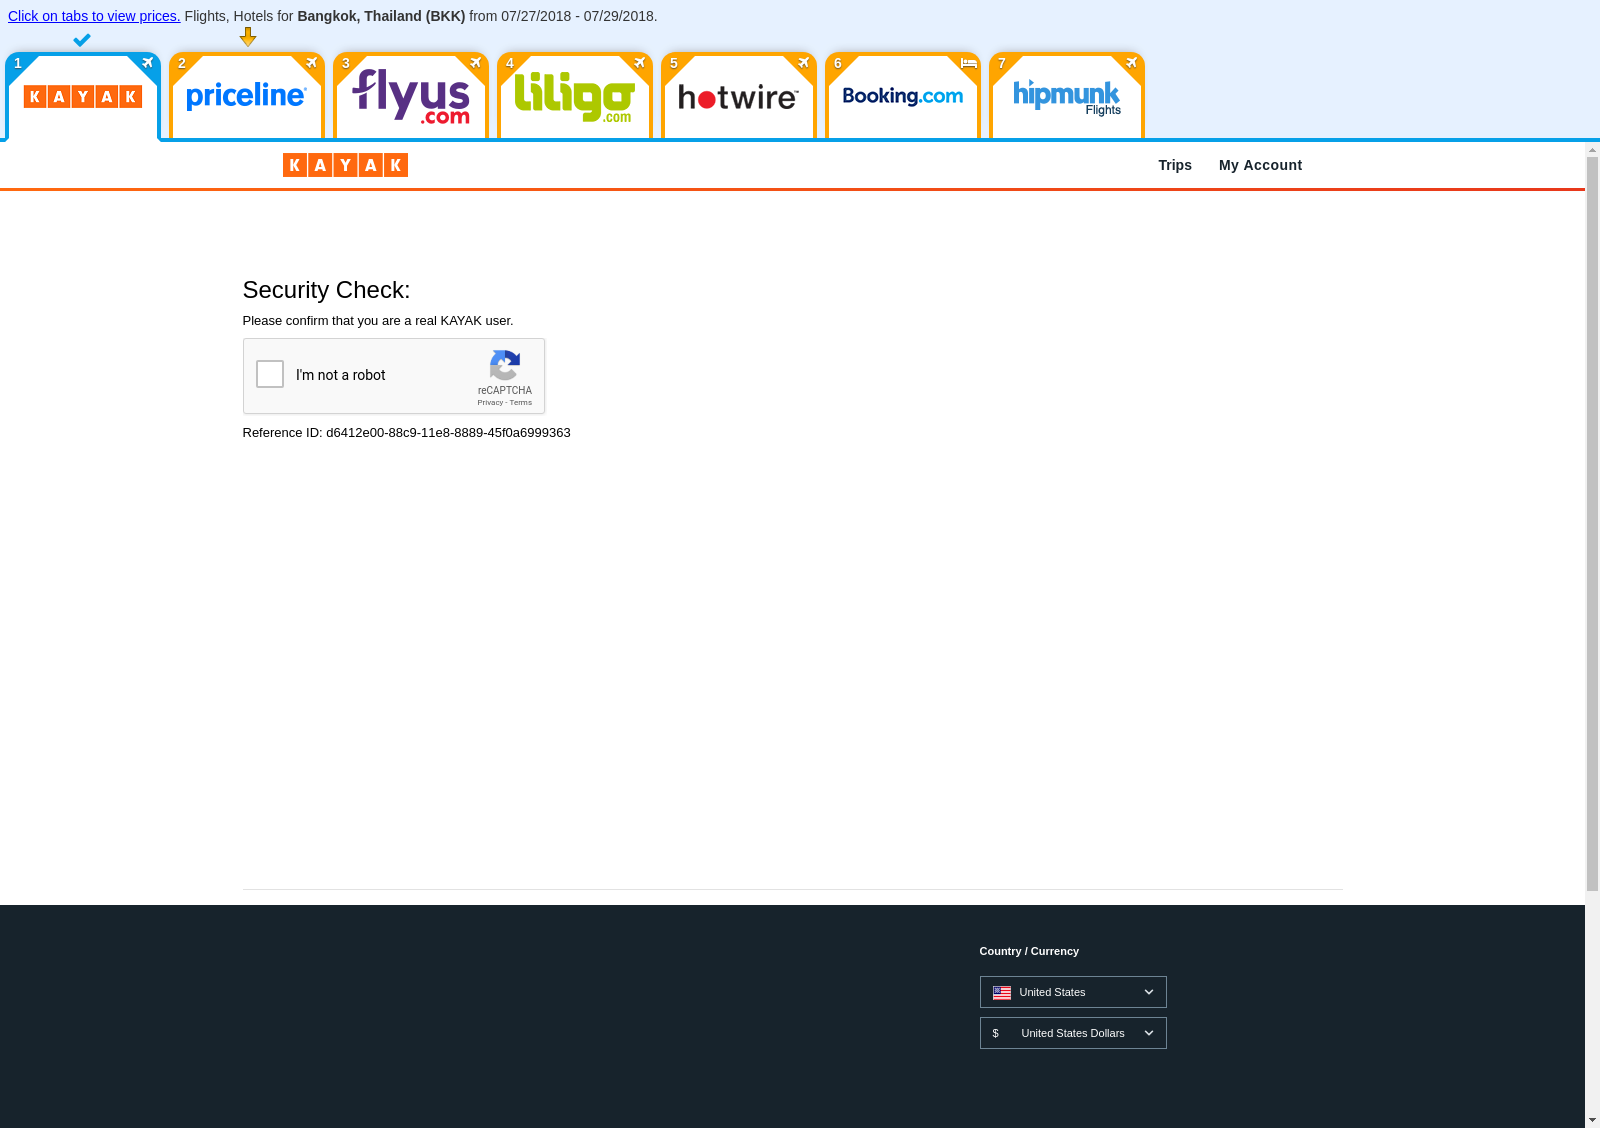 Click on tabs to view prices. Flights, Hotels for Bangkok, Thailand (BKK) from 07/27/2018 - 07/29/2018.
1 KAYAK
2 priceline
3 flyus.com
4 liligo.com
5 hotwire™
6 Booking.com
7 hipmunk Flights
KAYAK Trips My Account
Security Check:
Please confirm that you are a real KAYAK user.
I'm not a robot
reCAPTCHA
Privacy - Terms
Reference ID: d6412e00-88c9-11e8-8889-45f0a6999363
Country / Currency
United States
$ United States Dollars